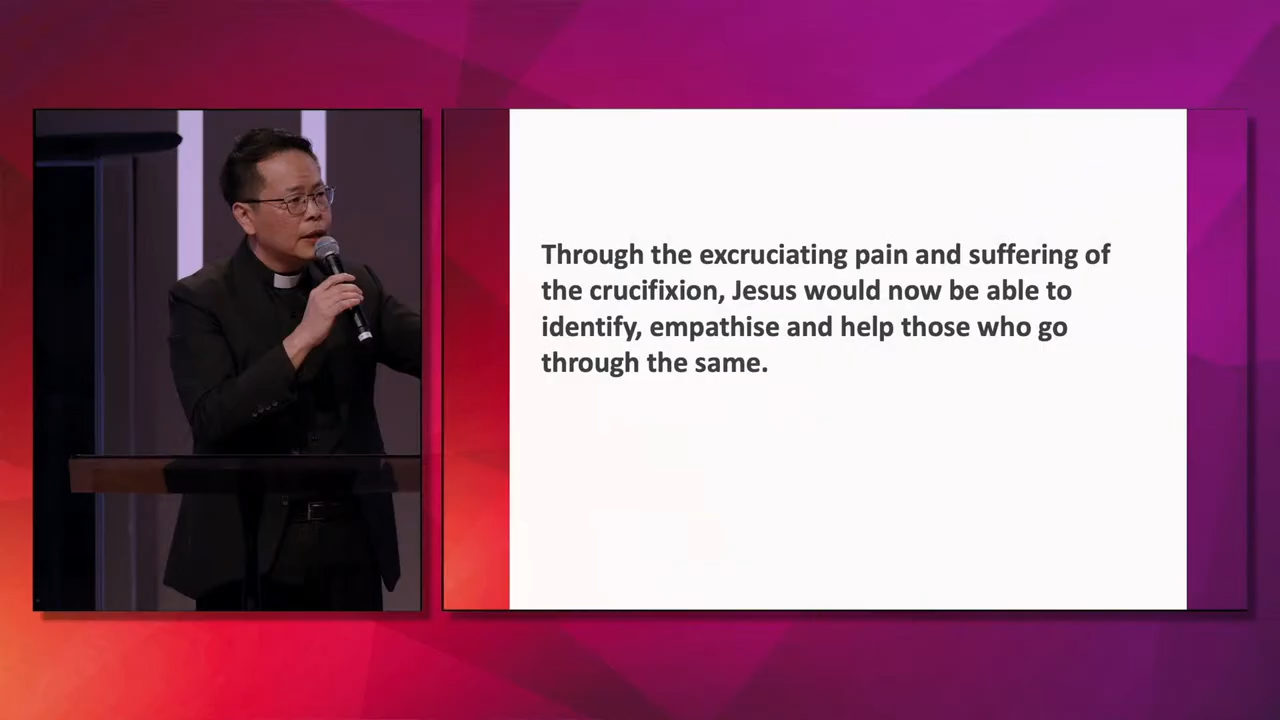 Through the excruciating pain and suffering of
the crucifixion, Jesus would now be able to
identify, empathise and help those who go
through the same.